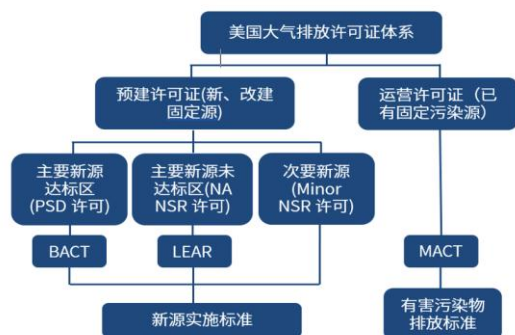 美国大气排放许可证体系
预建许可证(新、改建
固定源)
运营许可证（已
有固定污染源）
主要新源
达标区
(PSD 许可)
主要新源未
达标区(NA
NSR 许可)
次要新源
(Minor
NSR 许可)
BACT
LEAR
MACT
新源实施标准
有害污染物
排放标准